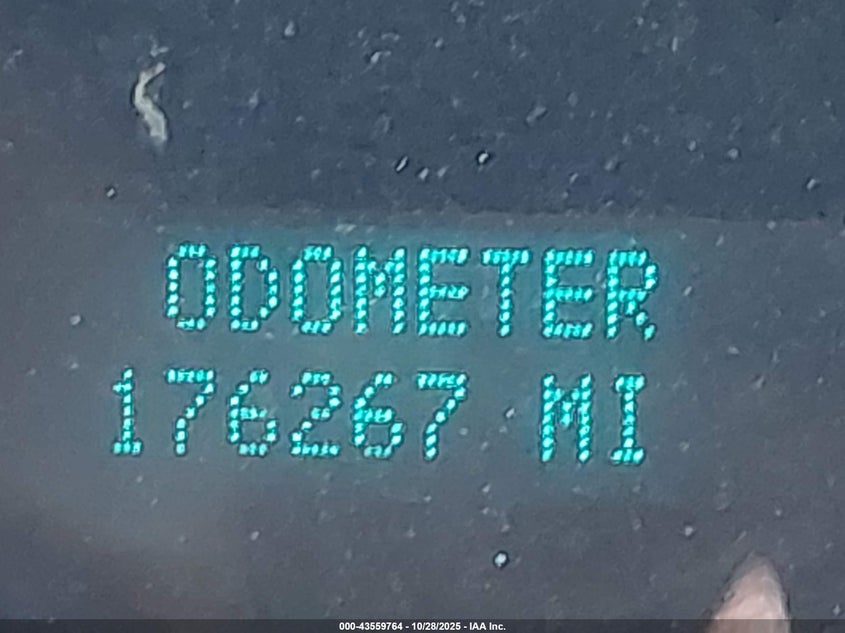 ODOMETER
176267 MI
000-43559764 - 10/28/2025 - IAA Inc.